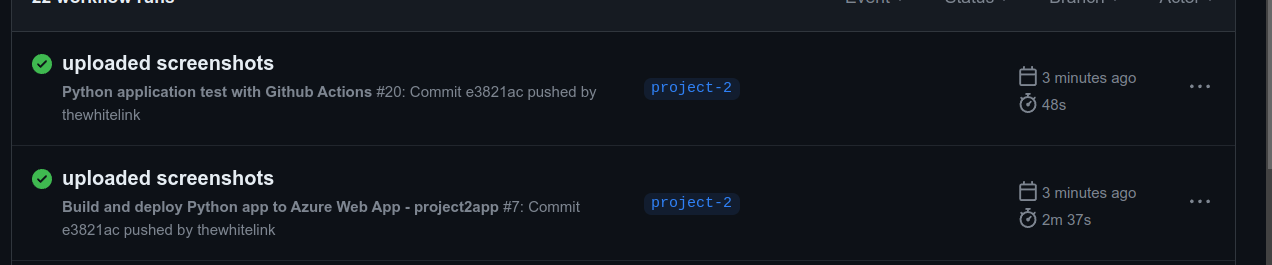 22 workflow runs Event Status Branch Actor
uploaded screenshots
Python application test with Github Actions #20: Commit e3821ac pushed by
thewhitelink
project-2
3 minutes ago
48s
uploaded screenshots
Build and deploy Python app to Azure Web App - project2app #7: Commit
e3821ac pushed by thewhitelink
project-2
3 minutes ago
2m 37s